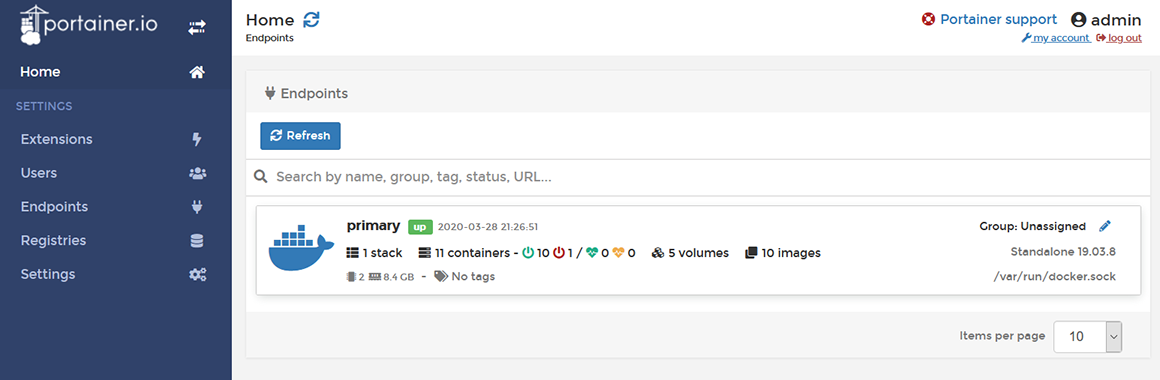 portainer.io
Home
SETTINGS
Extensions
Users
Endpoints
Registries
Settings
Home
Endpoints
Portainer support admin
my account log out
Endpoints
Refresh
Search by name, group, tag, status, URL...
primary up 2020-03-28 21:26:51 Group: Unassigned
1 stack 11 containers - 10 1 / 0 0 5 volumes 10 images Standalone 19.03.8
2 8.4 GB - No tags /var/run/docker.sock
Items per page 10